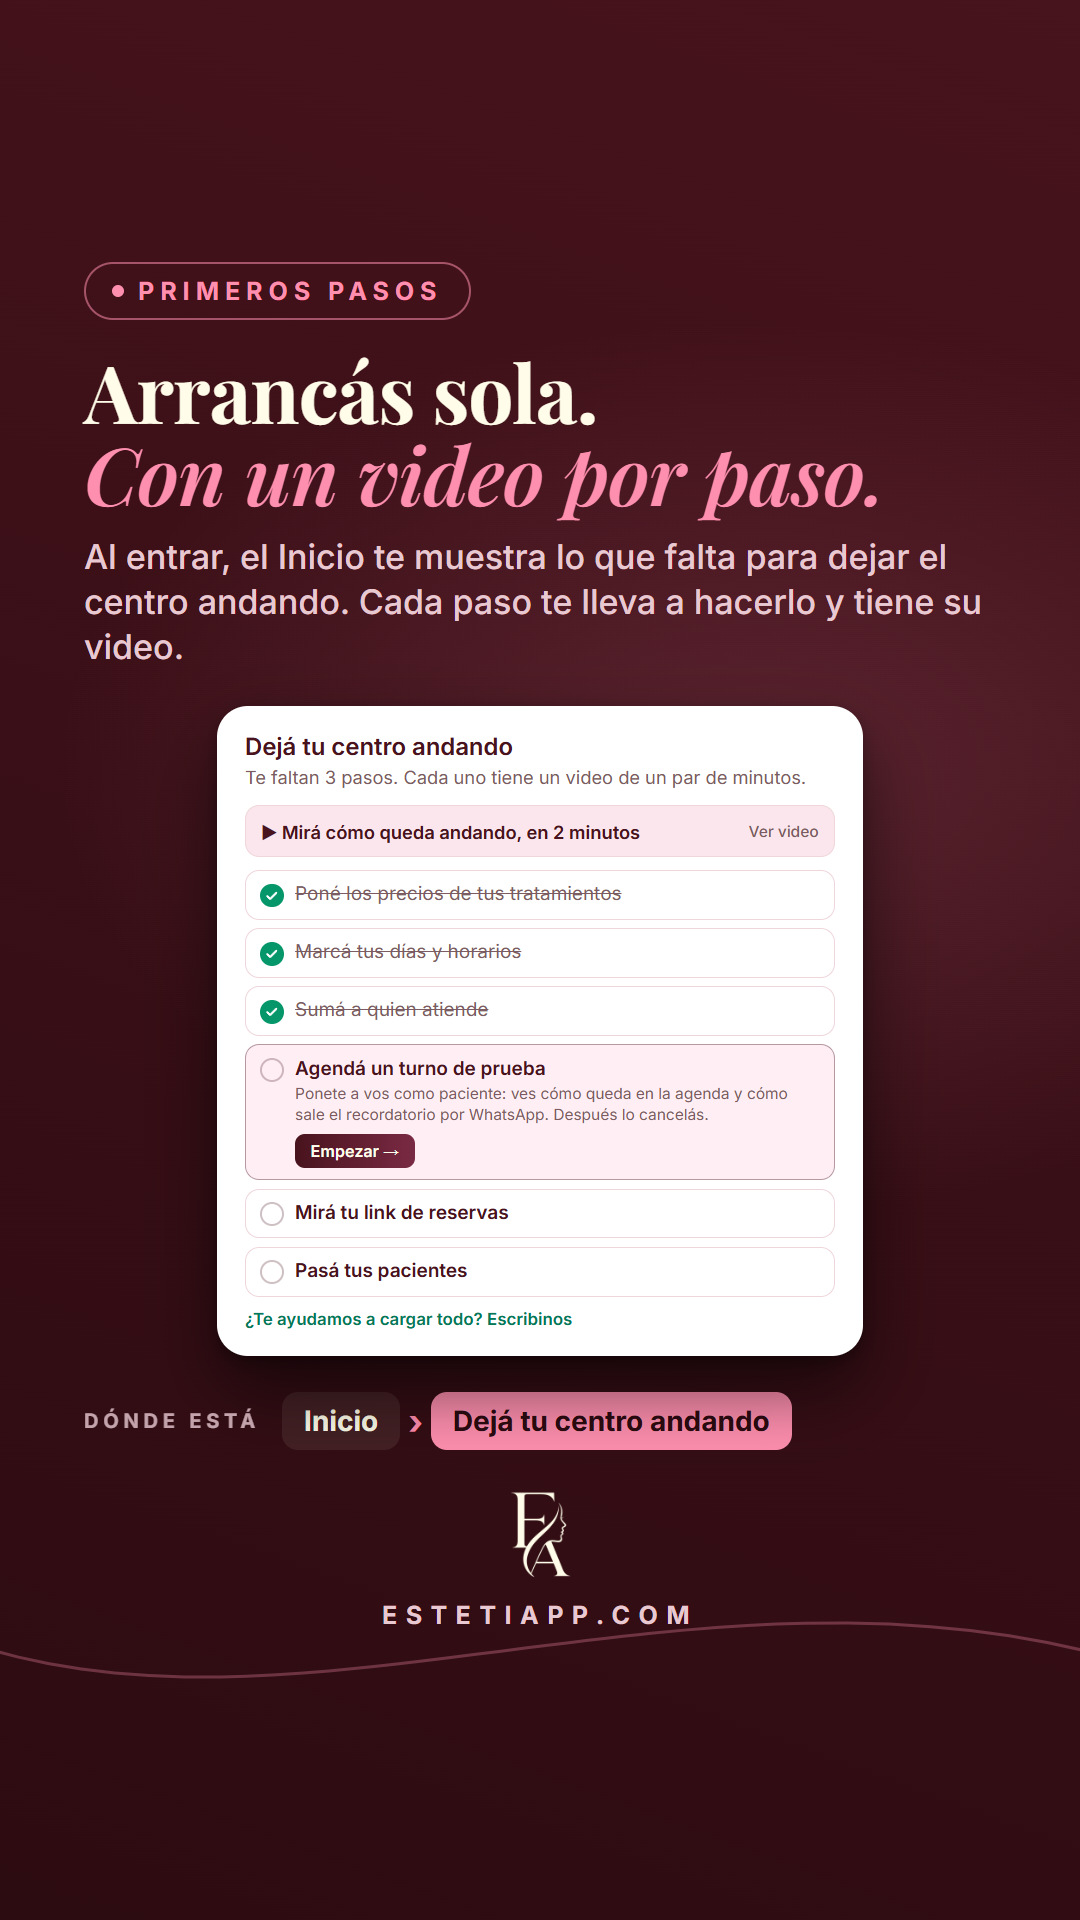 PRIMEROS PASOS
Arrancás sola.
Con un video por paso.
Al entrar, el Inicio te muestra lo que falta para dejar el
centro andando. Cada paso te lleva a hacerlo y tiene su
video.
Dejá tu centro andando
Te faltan 3 pasos. Cada uno tiene un video de un par de minutos.
▶ Mirá cómo queda andando, en 2 minutos Ver video
Poné los precios de tus tratamientos
Marcá tus días y horarios
Sumá a quien atiende
Agendá un turno de prueba
Ponete a vos como paciente: ves cómo queda en la agenda y cómo
sale el recordatorio por WhatsApp. Después lo cancelás.
Empezar →
Mirá tu link de reservas
Pasá tus pacientes
¿Te ayudamos a cargar todo? Escribinos
DÓNDE ESTÁ Inicio › Dejá tu centro andando
EA
ESTETIAPP.COM